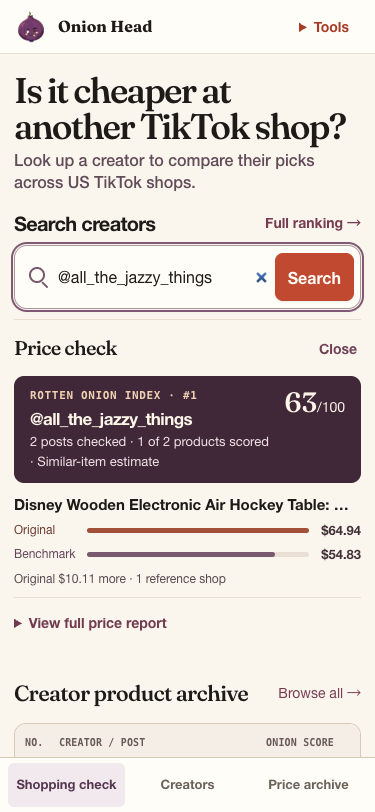 Onion Head
▶ Tools
Is it cheaper at
another TikTok shop?
Look up a creator to compare their picks
across US TikTok shops.
Search creators
Full ranking →
@all_the_jazzy_things
×
Search
Price check
Close
ROTTEN ONION INDEX · #1
63/100
@all_the_jazzy_things
2 posts checked · 1 of 2 products scored
· Similar-item estimate
Disney Wooden Electronic Air Hockey Table: ...
Original $64.94
Benchmark $54.83
Original $10.11 more · 1 reference shop
▶ View full price report
Creator product archive
Browse all →
NO. CREATOR / POST ONION SCORE
Shopping check Creators Price archive